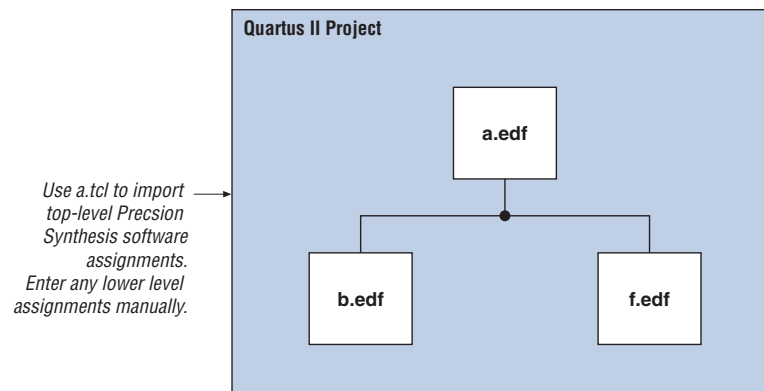 Quartus II Project
a.edf
Use a.tcl to import
top-level Precsion
Synthesis software
assignments.
Enter any lower level
assignments manually.
b.edf
f.edf